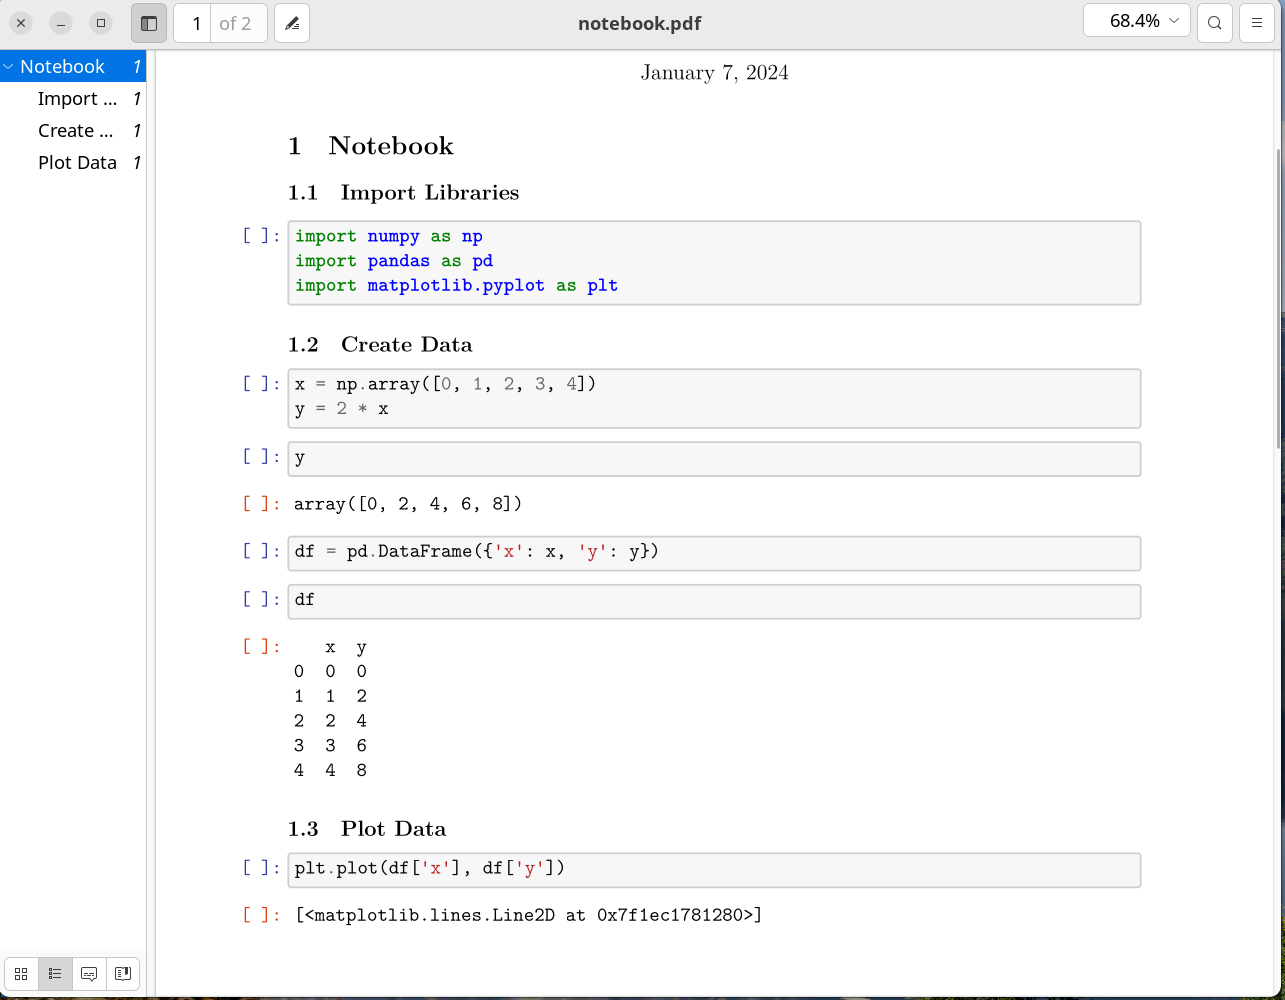 1 of 2
notebook.pdf
68.4%
Notebook 1
Import ... 1
Create ... 1
Plot Data 1
January 7, 2024
1 Notebook
1.1 Import Libraries
[ ]: import numpy as np
import pandas as pd
import matplotlib.pyplot as plt
1.2 Create Data
[ ]: x = np.array([0, 1, 2, 3, 4])
y = 2 * x
[ ]: y
[ ]: array([0, 2, 4, 6, 8])
[ ]: df = pd.DataFrame({'x': x, 'y': y})
[ ]: df
[ ]: x y
0 0 0
1 1 2
2 2 4
3 3 6
4 4 8
1.3 Plot Data
[ ]: plt.plot(df['x'], df['y'])
[ ]: [<matplotlib.lines.Line2D at 0x7f1ec1781280>]